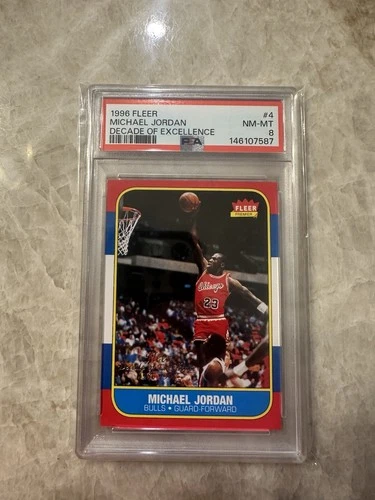 1996 FLEER #4
MICHAEL JORDAN NM-MT
DECADE OF EXCELLENCE 8
PSA 146107587
FLEER
PREMIER
Chicago
23
MICHAEL JORDAN
BULLS • GUARD-FORWARD